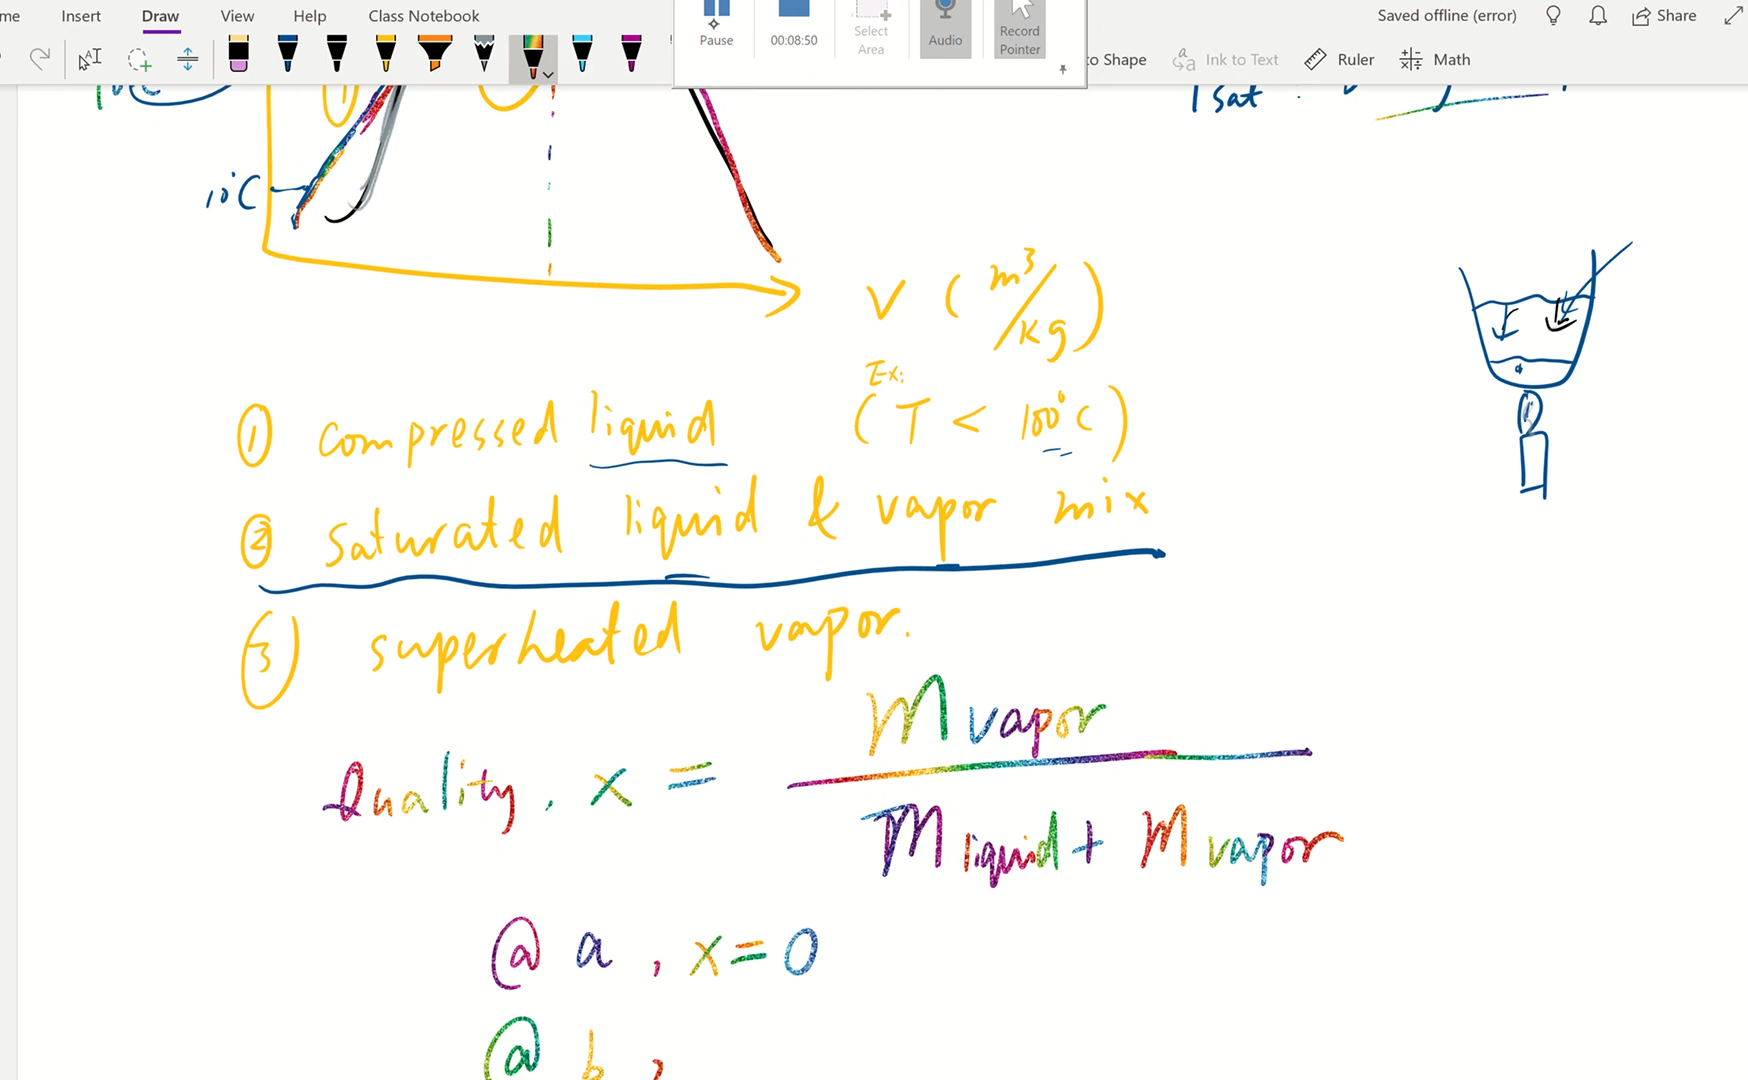 me Insert Draw View Help Class Notebook
Pause 00:08:50 Select Area Audio Record Pointer
Saved offline (error) Share
to Shape Ink to Text Ruler Math
Tsat
10°C
V (m³/kg)
Ex:
① compressed liquid (T < 100°C)
② saturated liquid & vapor mix
③ superheated vapor.
Quality, x = m vapor / m liquid + m vapor
@ a, x=0
@ b,